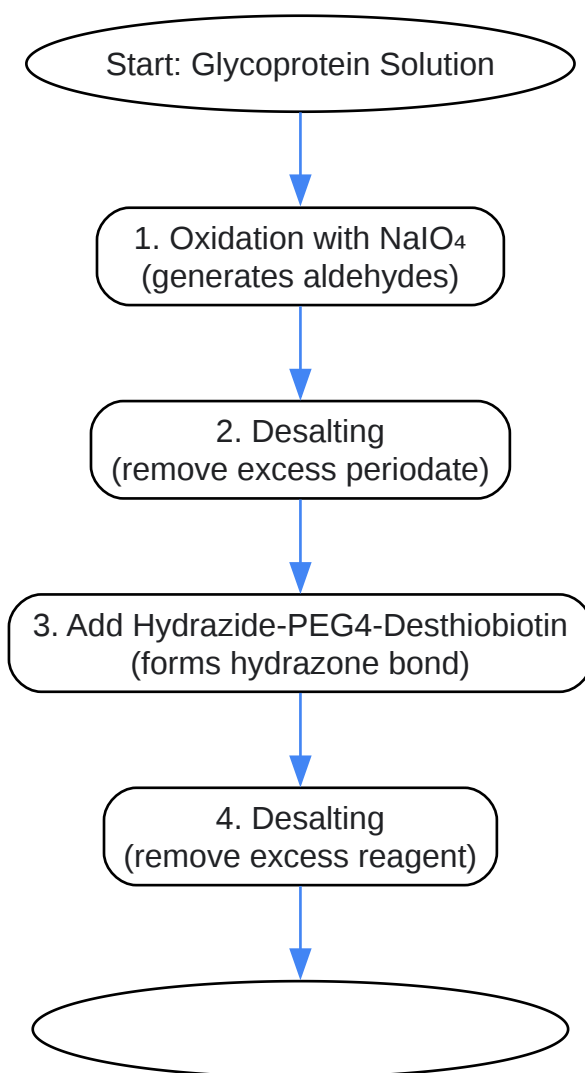 Start: Glycoprotein Solution
1. Oxidation with NaIO₄
(generates aldehydes)
2. Desalting
(remove excess periodate)
3. Add Hydrazide-PEG4-Desthiobiotin
(forms hydrazone bond)
4. Desalting
(remove excess reagent)